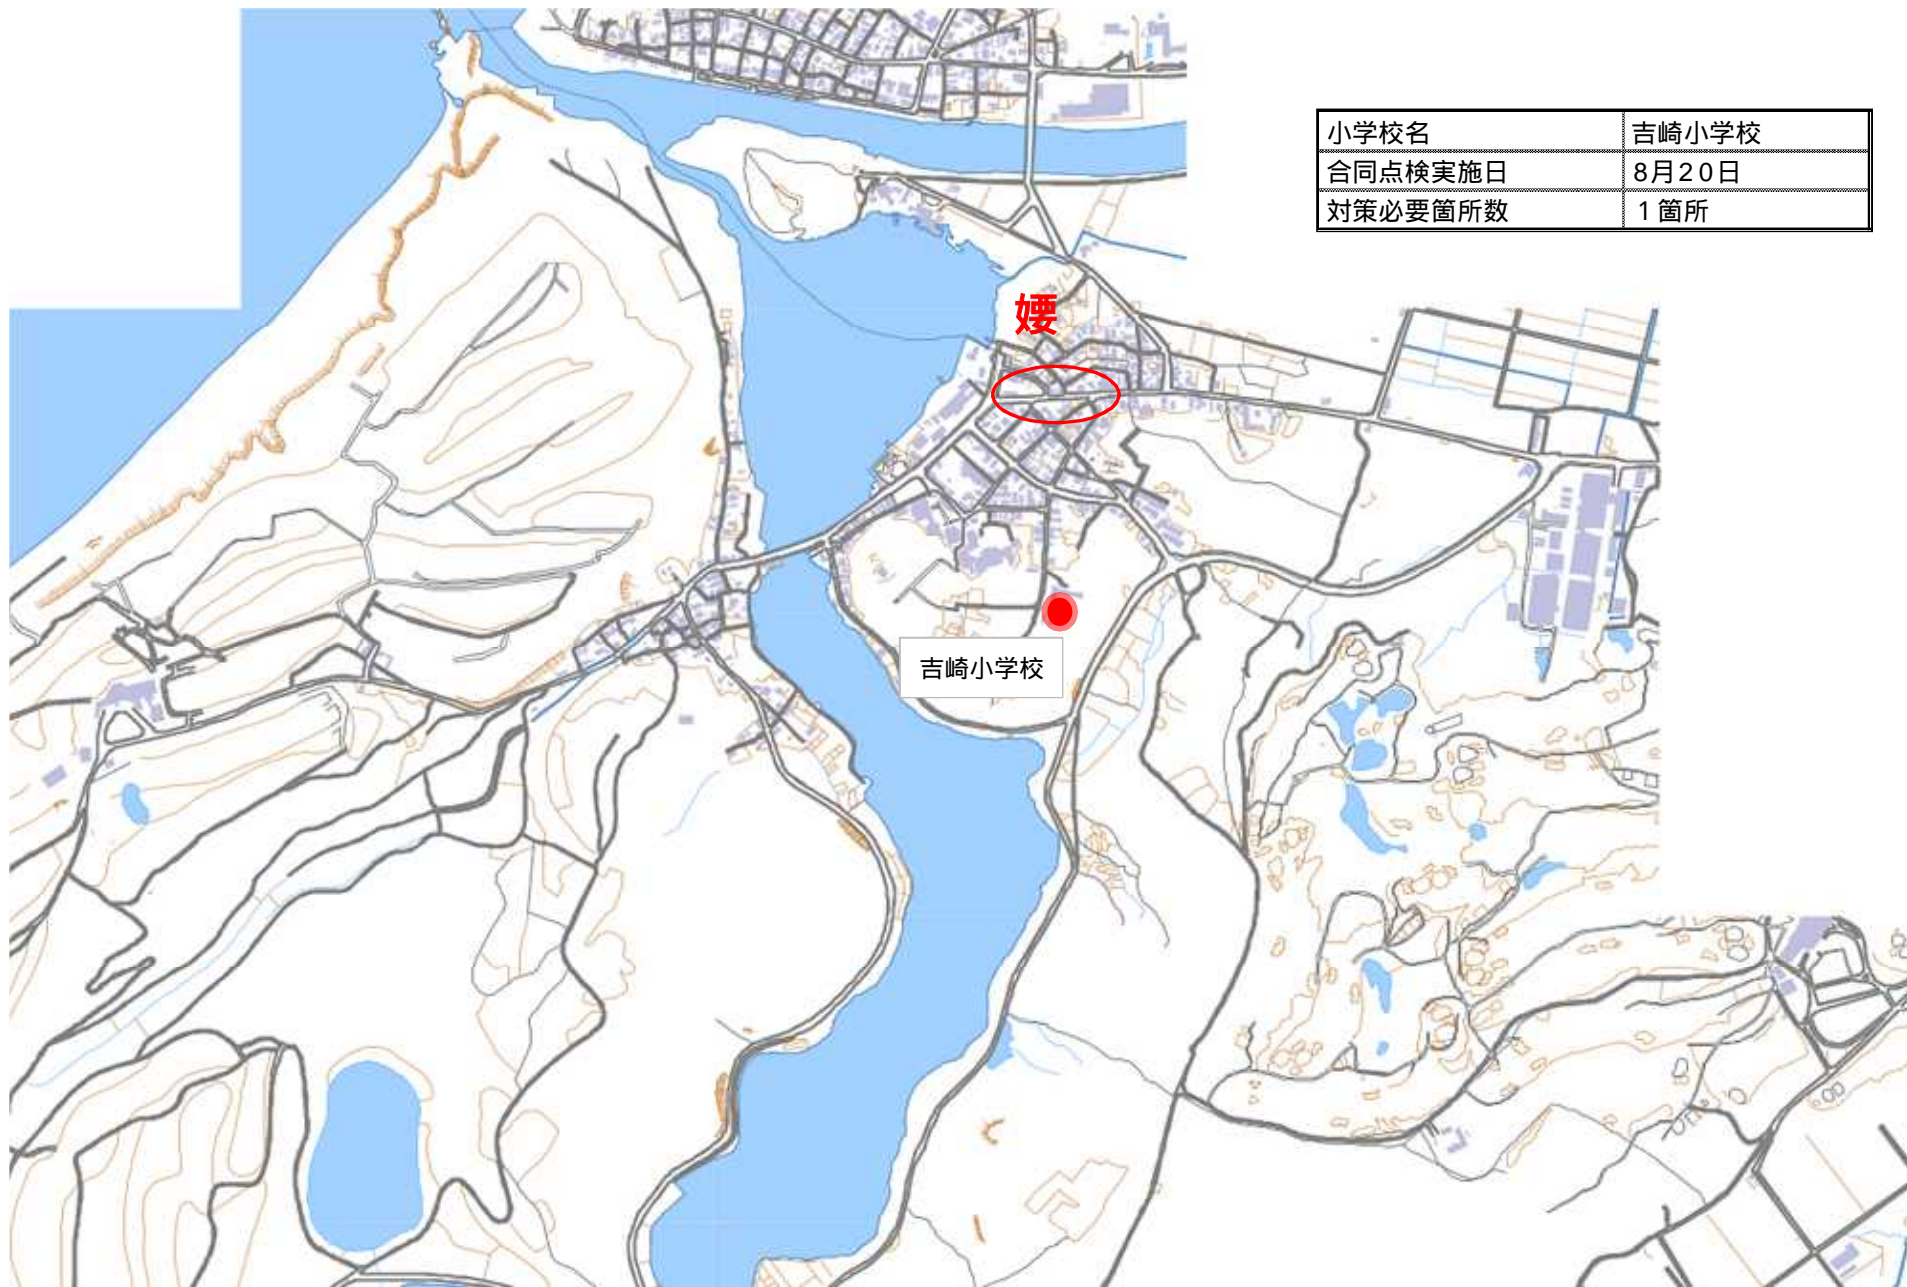 小学校名 吉崎小学校
合同点検実施日 8月20日
対策必要箇所数 1箇所
腰
吉崎小学校